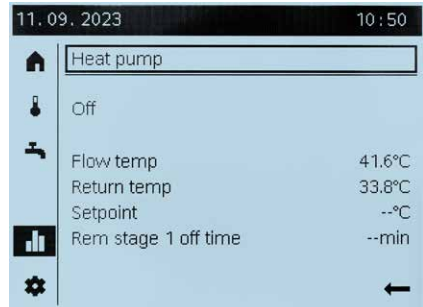 11. 09. 2023 10:50
Heat pump
Off
Flow temp 41.6°C
Return temp 33.8°C
Setpoint --°C
Rem stage 1 off time --min